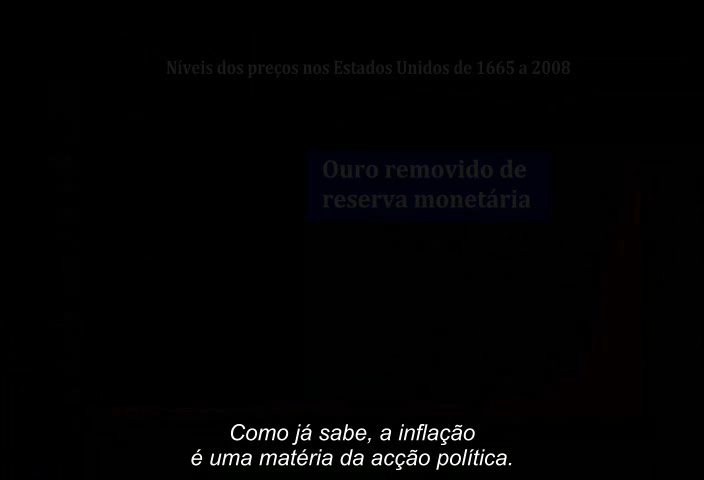 Níveis dos preços nos Estados Unidos de 1665 a 2008
Ouro removido de
reserva monetária
Como já sabe, a inflação
é uma matéria da acção política.